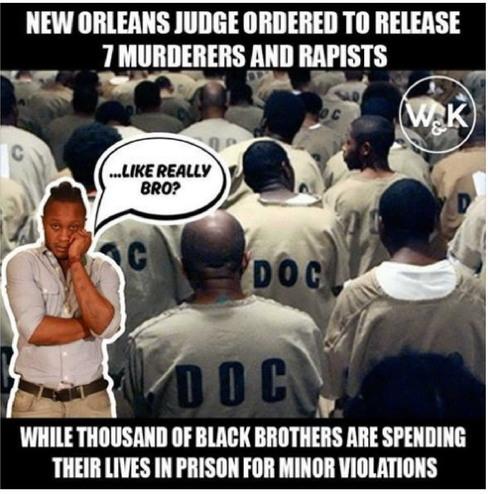 NEW ORLEANS JUDGE ORDERED TO RELEASE
7 MURDERERS AND RAPISTS
W&K
...LIKE REALLY
BRO?
C
D
OC
DOC
DOC
WHILE THOUSAND OF BLACK BROTHERS ARE SPENDING
THEIR LIVES IN PRISON FOR MINOR VIOLATIONS